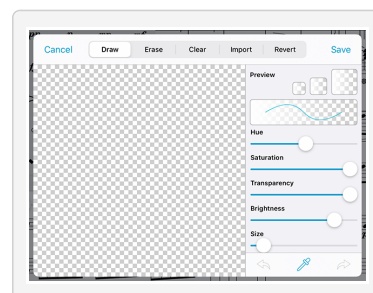 Cancel Draw Erase Clear Import Revert Save
Preview
Hue
Saturation
Transparency
Brightness
Size